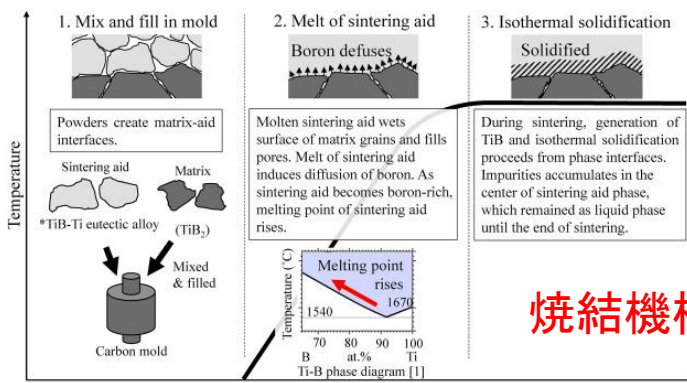 1. Mix and fill in mold
Powders create matrix-aid
interfaces.
Sintering aid
Matrix
*TiB-Ti eutectic alloy
(TiB₂)
Mixed
& filled
Carbon mold
2. Melt of sintering aid
Boron defuses
Molten sintering aid wets
surface of matrix grains and fills
pores. Melt of sintering aid
induces diffusion of boron. As
sintering aid becomes boron-rich,
melting point of sintering aid
rises.
Temperature (˚C)
Melting point
rises
1670
1540
70
80
90
100
B
at.%
Ti
Ti-B phase diagram [1]
3. Isothermal solidification
Solidified
During sintering, generation of
TiB and isothermal solidification
proceeds from phase interfaces.
Impurities accumulates in the
center of sintering aid phase,
which remained as liquid phase
until the end of sintering.
焼結機
Temperature